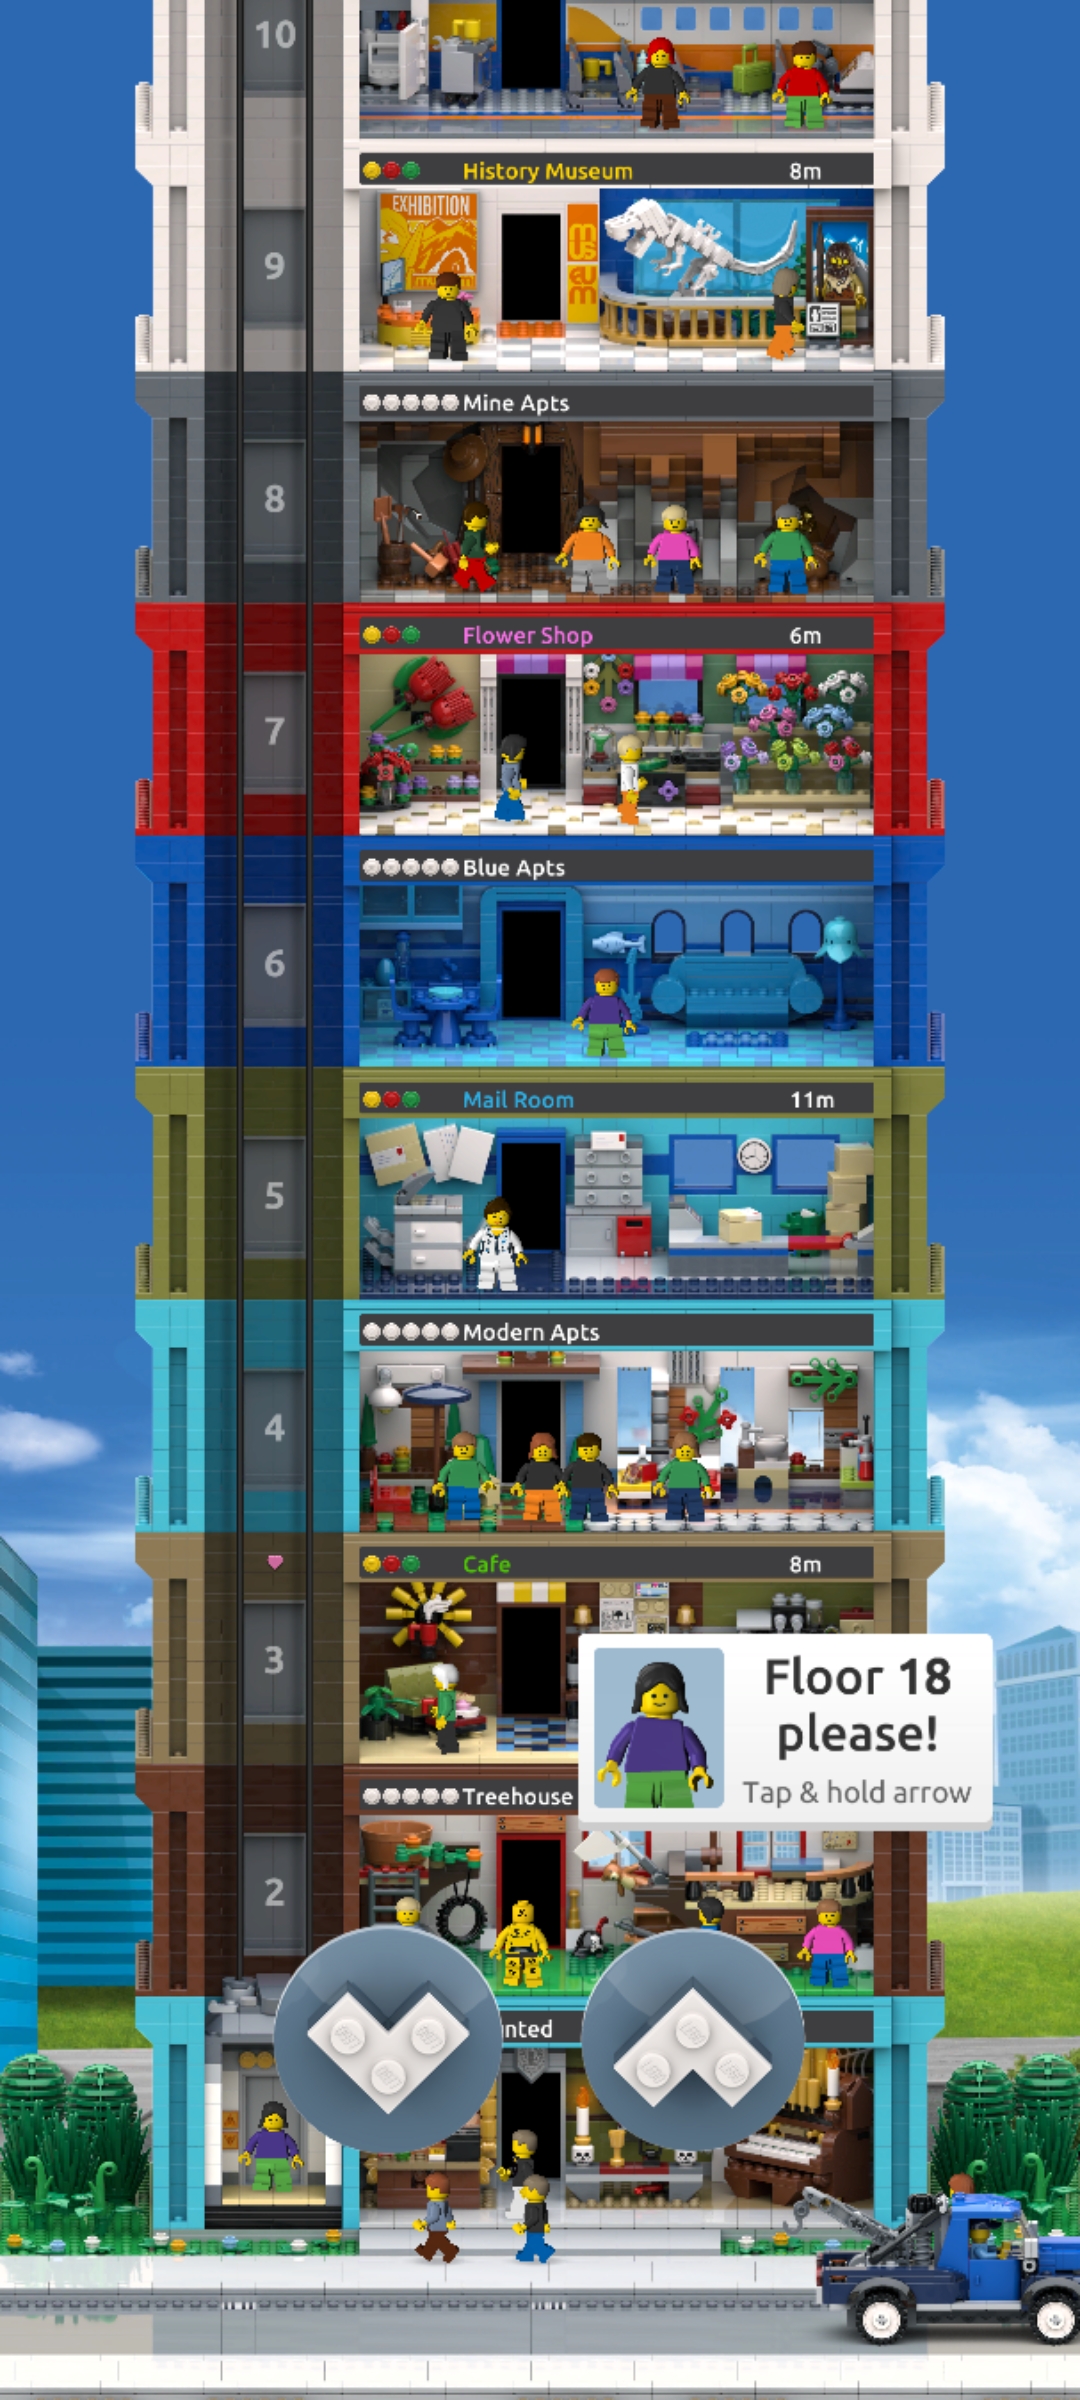 10
History Museum 8m
EXHIBITION
museum
9
Mine Apts
8
Flower Shop 6m
7
Blue Apts
6
Mail Room 11m
5
Modern Apts
4
Cafe 8m
3
Floor 18
please!
Tap & hold arrow
Treehouse
2
nted